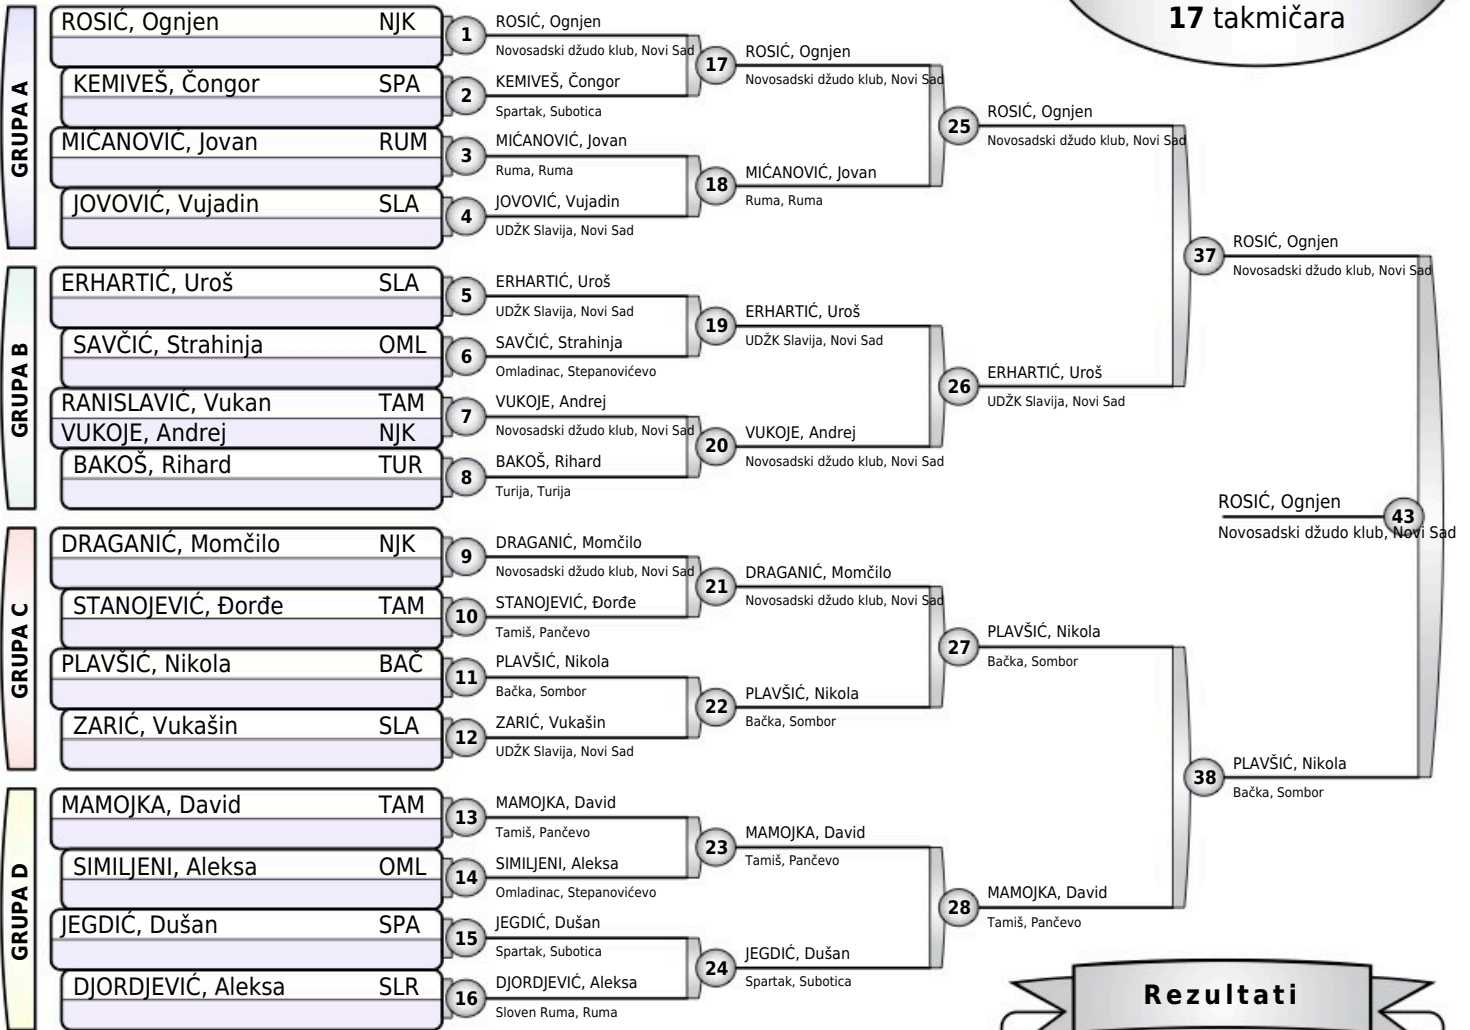 17 takmičara
GRUPA A
ROSIĆ, Ognjen NJK
KEMIVEŠ, Čongor SPA
MIĆANOVIĆ, Jovan RUM
JOVOVIĆ, Vujadin SLA
GRUPA B
ERHARTIĆ, Uroš SLA
SAVČIĆ, Strahinja OML
RANISLAVIĆ, Vukan TAM
VUKOJE, Andrej NJK
BAKOŠ, Rihard TUR
GRUPA C
DRAGANIĆ, Momčilo NJK
STANOJEVIĆ, Đorđe TAM
PLAVŠIĆ, Nikola BAČ
ZARIĆ, Vukašin SLA
GRUPA D
MAMOJKA, David TAM
SIMILJENI, Aleksa OML
JEGDIĆ, Dušan SPA
DJORDJEVIĆ, Aleksa SLR
1 ROSIĆ, Ognjen
Novosadski džudo klub, Novi Sad
2 KEMIVEŠ, Čongor
Spartak, Subotica
3 MIĆANOVIĆ, Jovan
Ruma, Ruma
4 JOVOVIĆ, Vujadin
UDŽK Slavija, Novi Sad
5 ERHARTIĆ, Uroš
UDŽK Slavija, Novi Sad
6 SAVČIĆ, Strahinja
Omladinac, Stepanovićevo
7 VUKOJE, Andrej
Novosadski džudo klub, Novi Sad
8 BAKOŠ, Rihard
Turija, Turija
9 DRAGANIĆ, Momčilo
Novosadski džudo klub, Novi Sad
10 STANOJEVIĆ, Đorđe
Tamiš, Pančevo
11 PLAVŠIĆ, Nikola
Bačka, Sombor
12 ZARIĆ, Vukašin
UDŽK Slavija, Novi Sad
13 MAMOJKA, David
Tamiš, Pančevo
14 SIMILJENI, Aleksa
Omladinac, Stepanovićevo
15 JEGDIĆ, Dušan
Spartak, Subotica
16 DJORDJEVIĆ, Aleksa
Sloven Ruma, Ruma
17 ROSIĆ, Ognjen
Novosadski džudo klub, Novi Sad
18 MIĆANOVIĆ, Jovan
Ruma, Ruma
19 ERHARTIĆ, Uroš
UDŽK Slavija, Novi Sad
20 VUKOJE, Andrej
Novosadski džudo klub, Novi Sad
21 DRAGANIĆ, Momčilo
Novosadski džudo klub, Novi Sad
22 PLAVŠIĆ, Nikola
Bačka, Sombor
23 MAMOJKA, David
Tamiš, Pančevo
24 JEGDIĆ, Dušan
Spartak, Subotica
25 ROSIĆ, Ognjen
Novosadski džudo klub, Novi Sad
26 ERHARTIĆ, Uroš
UDŽK Slavija, Novi Sad
27 PLAVŠIĆ, Nikola
Bačka, Sombor
28 MAMOJKA, David
Tamiš, Pančevo
37 ROSIĆ, Ognjen
Novosadski džudo klub, Novi Sad
38 PLAVŠIĆ, Nikola
Bačka, Sombor
ROSIĆ, Ognjen 43
Novosadski džudo klub, Novi Sad
Rezultati